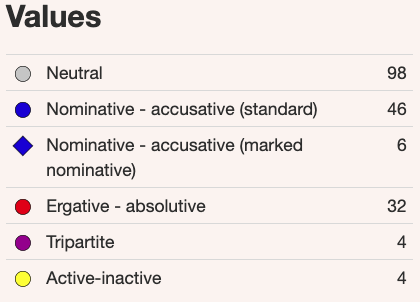 Values
Neutral 98
Nominative - accusative (standard) 46
Nominative - accusative (marked 6
nominative)
Ergative - absolutive 32
Tripartite 4
Active-inactive 4